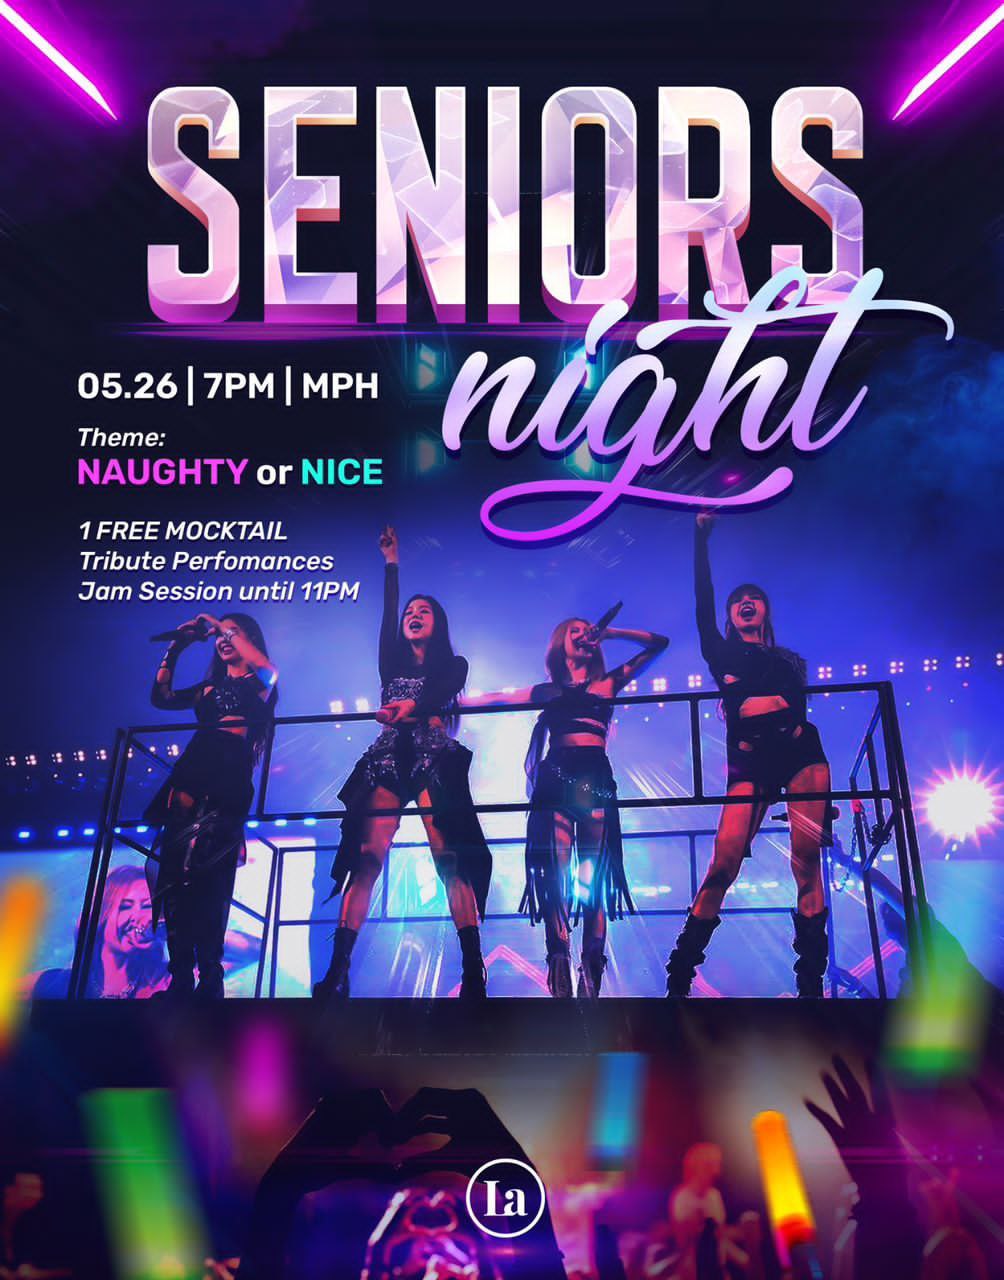 SENIORS
night
05.26 | 7PM | MPH
Theme:
NAUGHTY or NICE
1 FREE MOCKTAIL
Tribute Perfomances
Jam Session until 11PM
La